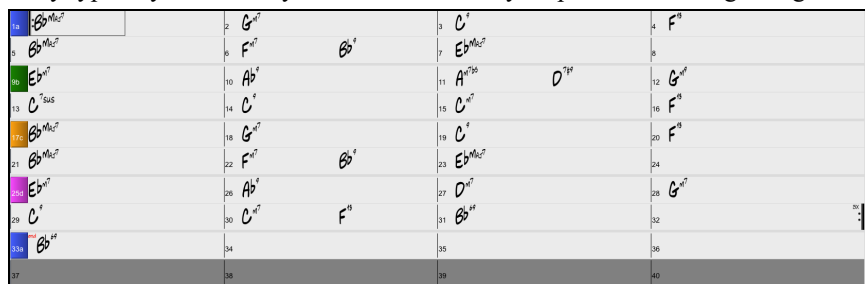 1a :BbMaj7 2 Gm7 3 C9 4 F13
5 BbMaj7 6 Fm7 Bb9 7 EbMaj7 8
9b Ebm7 10 Ab9 11 Am7b5 D7#9 12 Gm9
13 C7sus 14 C9 15 Cm7 16 F13
17c BbMaj7 18 Gm7 19 C9 20 F13
21 BbMaj7 22 Fm7 Bb9 23 EbMaj7 24
25d Ebm7 26 Ab9 27 Dm7 28 Gm7
29 C9 30 Cm7 F13 31 Bb69 32
33a end Bb69 34 35 36
37 38 39 40